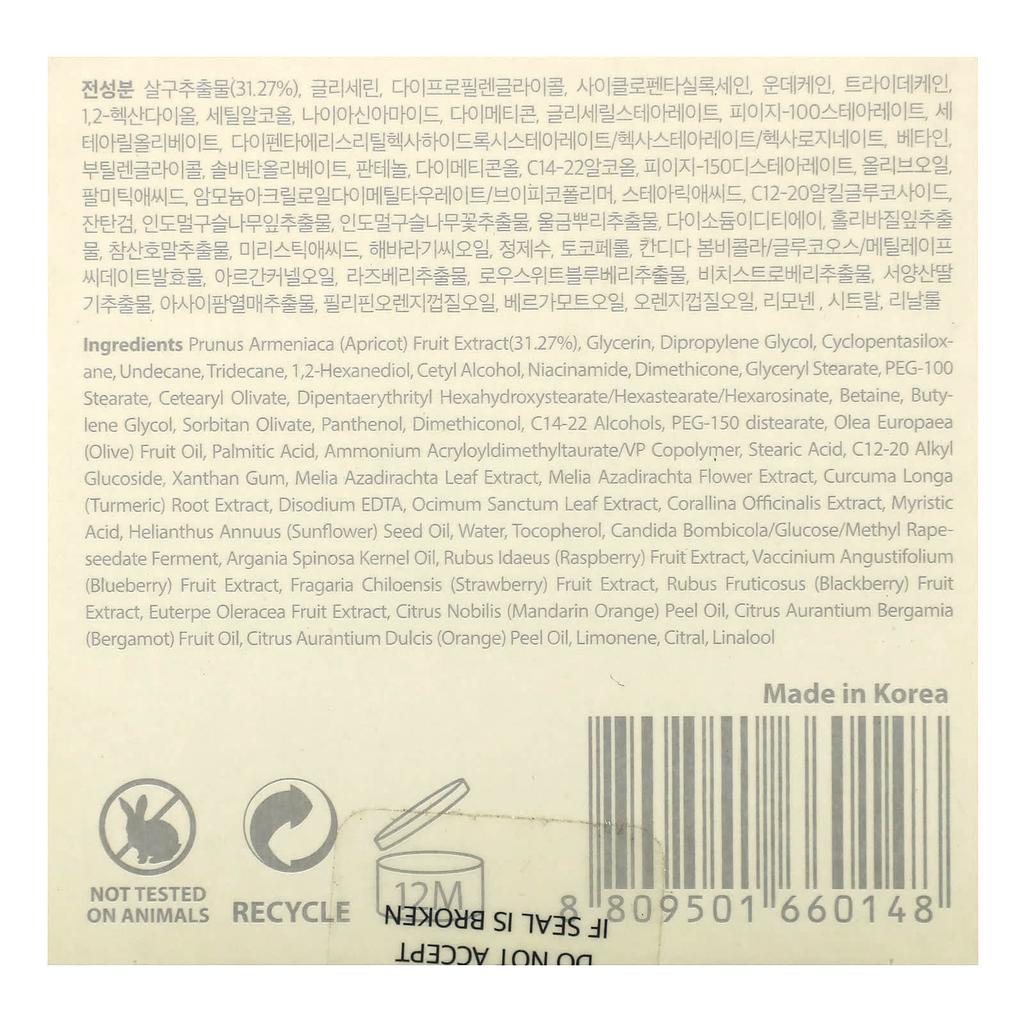 전성분 살구추출물(31.27%), 글리세린, 다이프로필렌글라이콜, 사이클로펜타실록세인, 운데케인, 트라이데케인,
1,2-헥산다이올, 세틸알코올, 나이아신아마이드, 다이메티콘, 글리세릴스테아레이트, 피이지-100스테아레이트, 세
테아릴올리베이트, 다이펜타에리스리틸헥사하이드록시스테아레이트/헥사스테아레이트/헥사로지네이트, 베타인,
부틸렌글라이콜, 솔비탄올리베이트, 판테놀, 다이메티콘올, C14-22알코올, 피이지-150디스테아레이트, 올리브오일,
팔미틱애씨드, 암모늄아크릴로일다이메틸타우레이트/브이피코폴리머, 스테아릭애씨드, C12-20알킬글루코사이드,
잔탄검, 인도멀구슬나무잎추출물, 인도멀구슬나무꽃추출물, 울금뿌리추출물, 다이소듐이디티에이, 홀리바질잎추출
물, 참산호말추출물, 미리스틱애씨드, 해바라기씨오일, 정제수, 토코페롤, 칸디다 봄비콜라/글루코오스/메틸레이프
씨데이트발효물, 아르간커넬오일, 라즈베리추출물, 로우스위트블루베리추출물, 비치스트로베리추출물, 서양산딸
기추출물, 아사이팜열매추출물, 필리핀오렌지껍질오일, 베르가모트오일, 오렌지껍질오일, 리모넨 , 시트랄, 리날룰
Ingredients Prunus Armeniaca (Apricot) Fruit Extract(31.27%), Glycerin, Dipropylene Glycol, Cyclopentasilox-
ane, Undecane, Tridecane, 1,2-Hexanediol, Cetyl Alcohol, Niacinamide, Dimethicone, Glyceryl Stearate, PEG-100
Stearate, Cetearyl Olivate, Dipentaerythrityl Hexahydroxystearate/Hexastearate/Hexarosinate, Betaine, Buty-
lene Glycol, Sorbitan Olivate, Panthenol, Dimethiconol, C14-22 Alcohols, PEG-150 distearate, Olea Europaea
(Olive) Fruit Oil, Palmitic Acid, Ammonium Acryloyldimethyltaurate/VP Copolymer, Stearic Acid, C12-20 Alkyl
Glucoside, Xanthan Gum, Melia Azadirachta Leaf Extract, Melia Azadirachta Flower Extract, Curcuma Longa
(Turmeric) Root Extract, Disodium EDTA, Ocimum Sanctum Leaf Extract, Corallina Officinalis Extract, Myristic
Acid, Helianthus Annuus (Sunflower) Seed Oil, Water, Tocopherol, Candida Bombicola/Glucose/Methyl Rape-
seedate Ferment, Argania Spinosa Kernel Oil, Rubus Idaeus (Raspberry) Fruit Extract, Vaccinium Angustifolium
(Blueberry) Fruit Extract, Fragaria Chiloensis (Strawberry) Fruit Extract, Rubus Fruticosus (Blackberry) Fruit
Extract, Euterpe Oleracea Fruit Extract, Citrus Nobilis (Mandarin Orange) Peel Oil, Citrus Aurantium Bergamia
(Bergamot) Fruit Oil, Citrus Aurantium Dulcis (Orange) Peel Oil, Limonene, Citral, Linalool
Made in Korea
NOT TESTED
ON ANIMALS
RECYCLE
12M
8 809501 660148
DO NOT ACCEPT
IF SEAL IS BROKEN